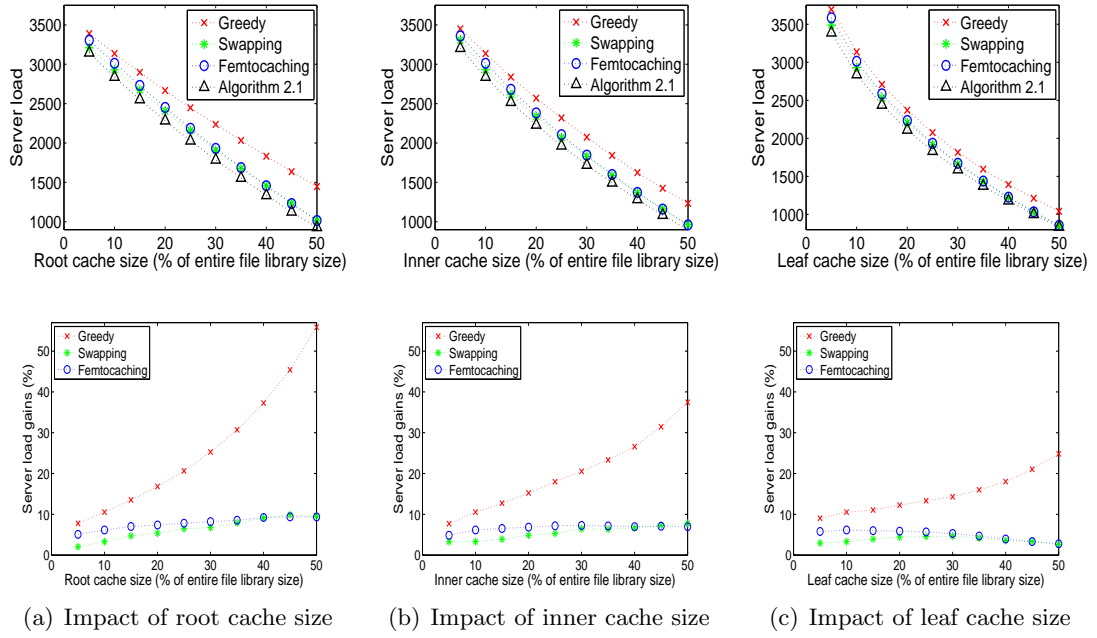 3500
3000
2500
2000
1500
1000
Server load
Greedy
Swapping
Femtocaching
Algorithm 2.1
0 10 20 30 40 50
Root cache size (% of entire file library size)
3500
3000
2500
2000
1500
1000
Server load
Greedy
Swapping
Femtocaching
Algorithm 2.1
0 10 20 30 40 50
Inner cache size (% of entire file library size)
3500
3000
2500
2000
1500
1000
Server load
Greedy
Swapping
Femtocaching
Algorithm 2.1
0 10 20 30 40 50
Leaf cache size (% of entire file library size)
50
40
30
20
10
0
Server load gains (%)
Greedy
Swapping
Femtocaching
0 10 20 30 40 50
Root cache size (% of entire file library size)
50
40
30
20
10
0
Server load gains (%)
Greedy
Swapping
Femtocaching
0 10 20 30 40 50
Inner cache size (% of entire file library size)
50
40
30
20
10
0
Server load gains (%)
Greedy
Swapping
Femtocaching
0 10 20 30 40 50
Leaf cache size (% of entire file library size)
(a) Impact of root cache size
(b) Impact of inner cache size
(c) Impact of leaf cache size